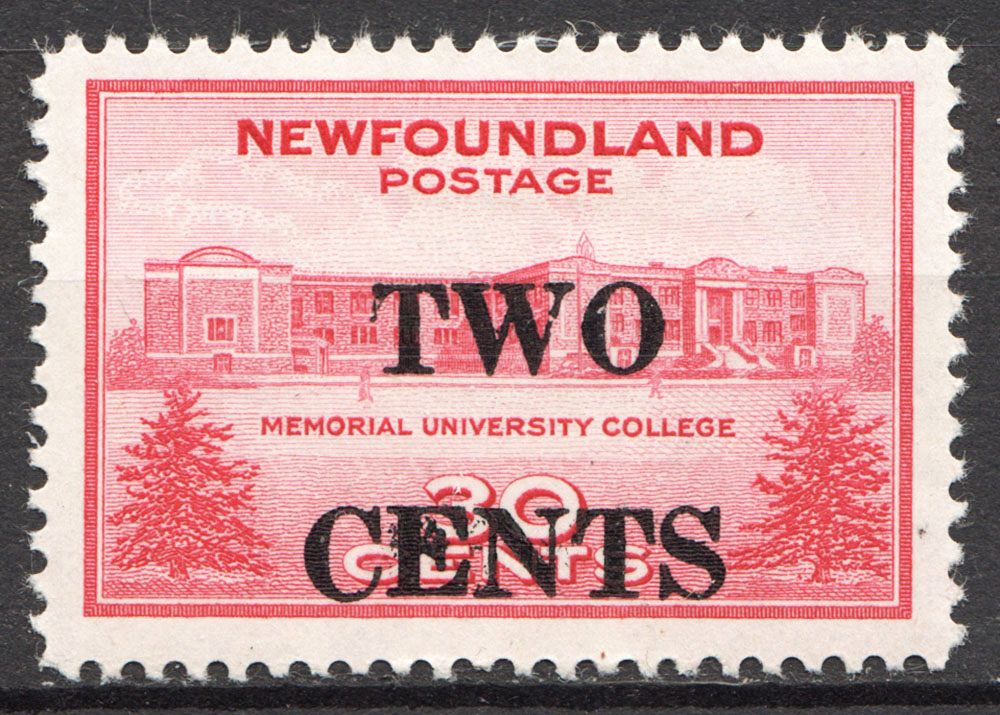 NEWFOUNDLAND
POSTAGE
TWO
MEMORIAL UNIVERSITY COLLEGE
30
CENTS
CENTS